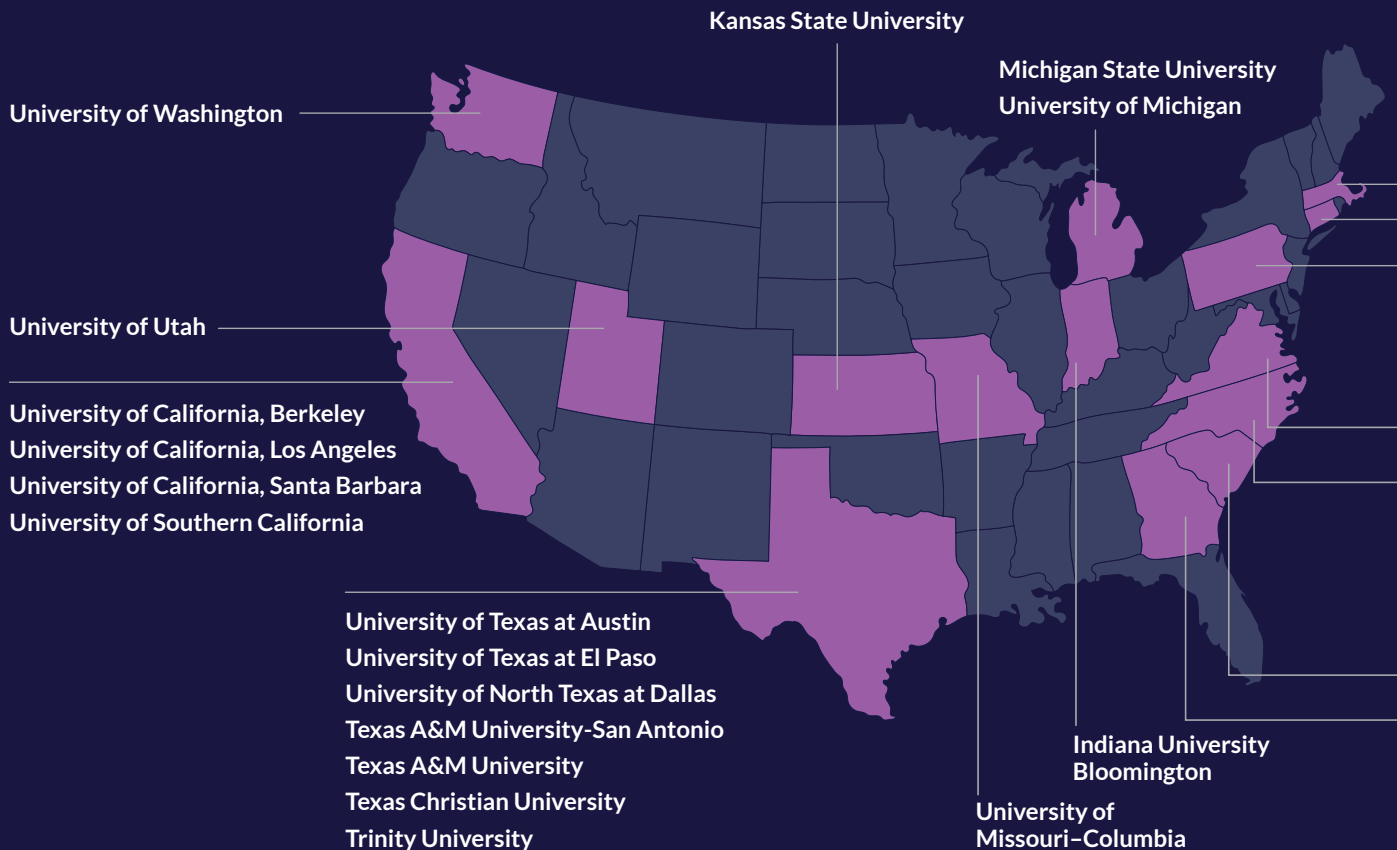 Kansas State University
Michigan State University
University of Michigan
University of Washington
University of Utah
University of California, Berkeley
University of California, Los Angeles
University of California, Santa Barbara
University of Southern California
University of Texas at Austin
University of Texas at El Paso
University of North Texas at Dallas
Texas A&M University-San Antonio
Texas A&M University
Texas Christian University
Trinity University
Indiana University
Bloomington
University of
Missouri–Columbia